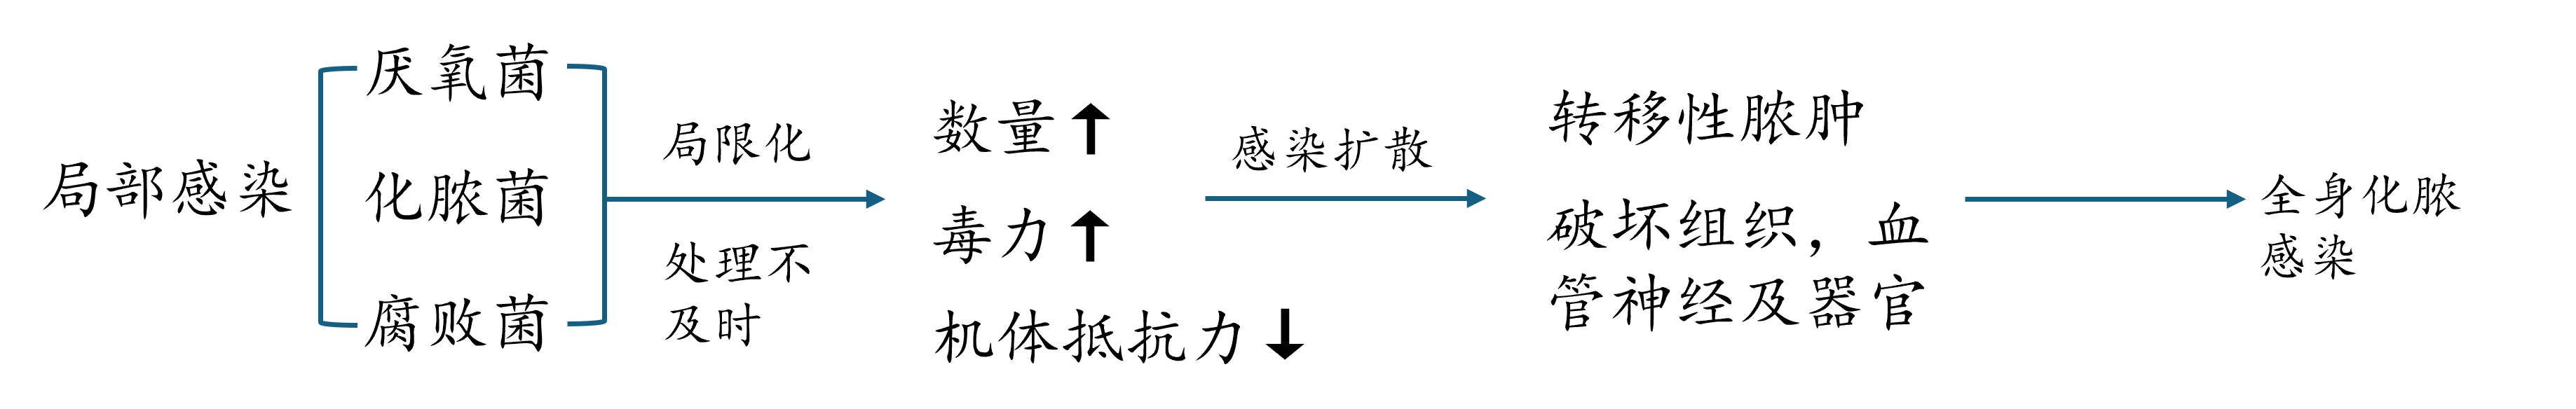 局部感染
厌氧菌
化脓菌
腐败菌
局限化
处理不
及时
数量↑
毒力↑
机体抵抗力↓
感染扩散
转移性脓肿
破坏组织，血
管神经及器官
全身化脓
感染